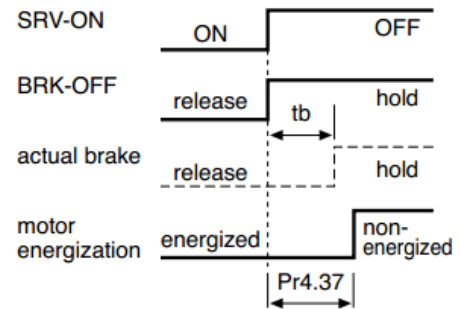 SRV-ON
ON
OFF
BRK-OFF
release
tb
hold
actual brake
release
hold
motor
energization
energized
non-
energized
Pr4.37